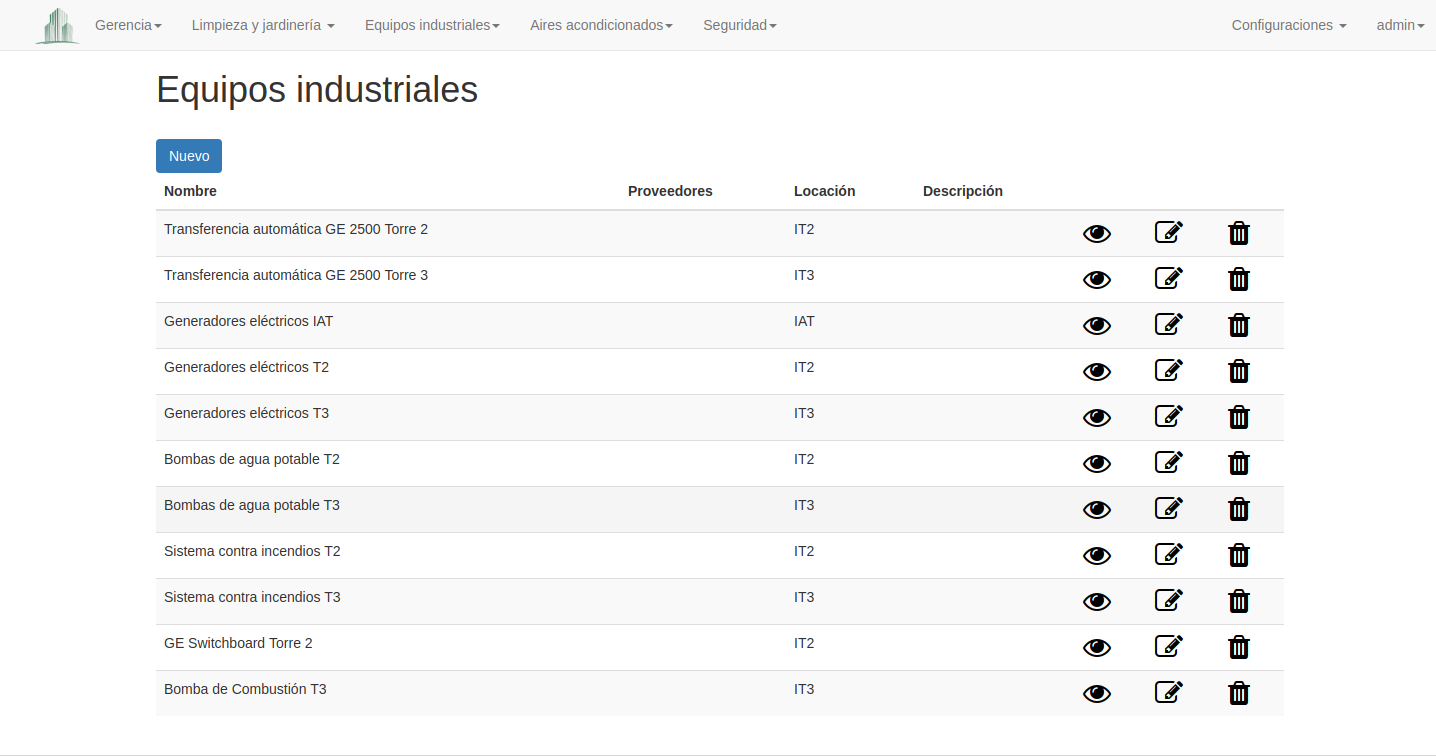 Gerencia Limpieza y jardinería Equipos industriales Aires acondicionados Seguridad Configuraciones admin
Equipos industriales
Nuevo
Nombre Proveedores Locación Descripción
Transferencia automática GE 2500 Torre 2 IT2
Transferencia automática GE 2500 Torre 3 IT3
Generadores eléctricos IAT IAT
Generadores eléctricos T2 IT2
Generadores eléctricos T3 IT3
Bombas de agua potable T2 IT2
Bombas de agua potable T3 IT3
Sistema contra incendios T2 IT2
Sistema contra incendios T3 IT3
GE Switchboard Torre 2 IT2
Bomba de Combustión T3 IT3